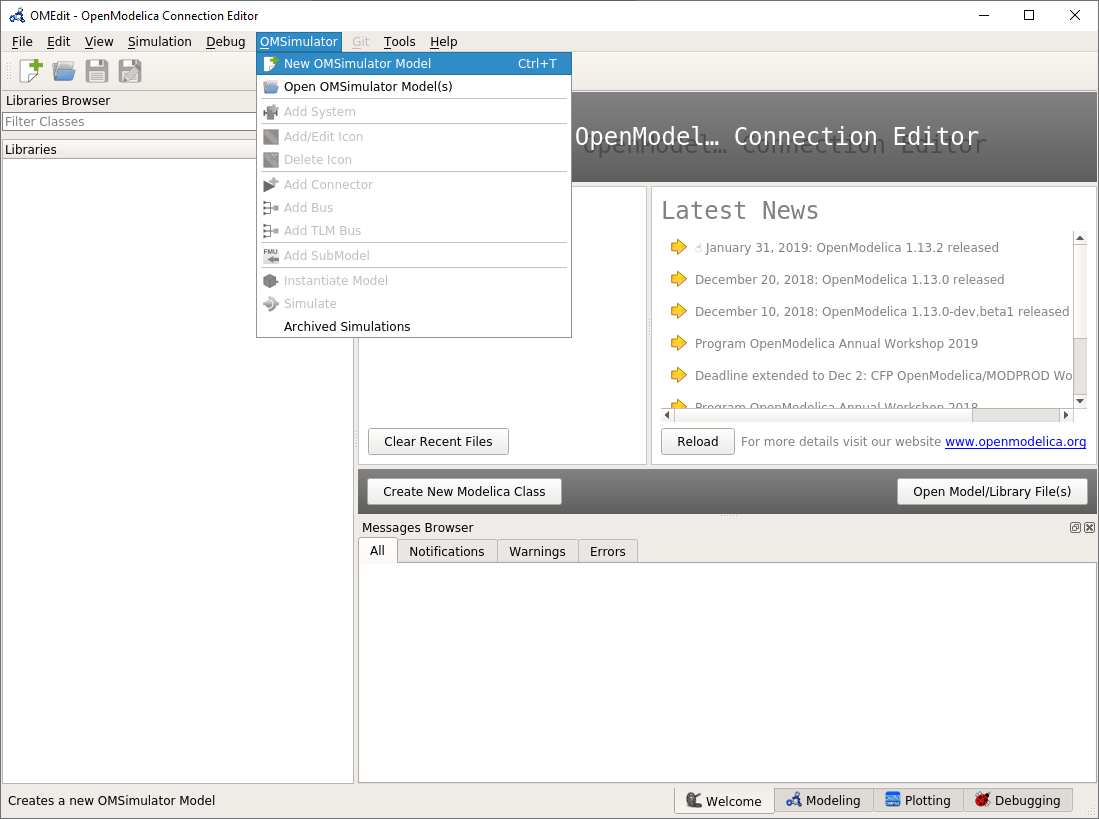 OMEdit - OpenModelica Connection Editor
File Edit View Simulation Debug OMSimulator Git Tools Help
New OMSimulator Model Ctrl+T
Open OMSimulator Model(s)
Add System
Add/Edit Icon
Delete Icon
Add Connector
Add Bus
Add TLM Bus
FMU Add SubModel
Instantiate Model
Simulate
Archived Simulations
Libraries Browser
Filter Classes
Libraries
OpenModel… Connection Editor
Latest News
January 31, 2019: OpenModelica 1.13.2 released
December 20, 2018: OpenModelica 1.13.0 released
December 10, 2018: OpenModelica 1.13.0-dev.beta1 released
Program OpenModelica Annual Workshop 2019
Deadline extended to Dec 2: CFP OpenModelica/MODPROD Wo
Program OpenModelica Annual Workshop 2018
Clear Recent Files
Reload For more details visit our website www.openmodelica.org
Create New Modelica Class Open Model/Library File(s)
Messages Browser
All Notifications Warnings Errors
Creates a new OMSimulator Model
Welcome Modeling Plotting Debugging